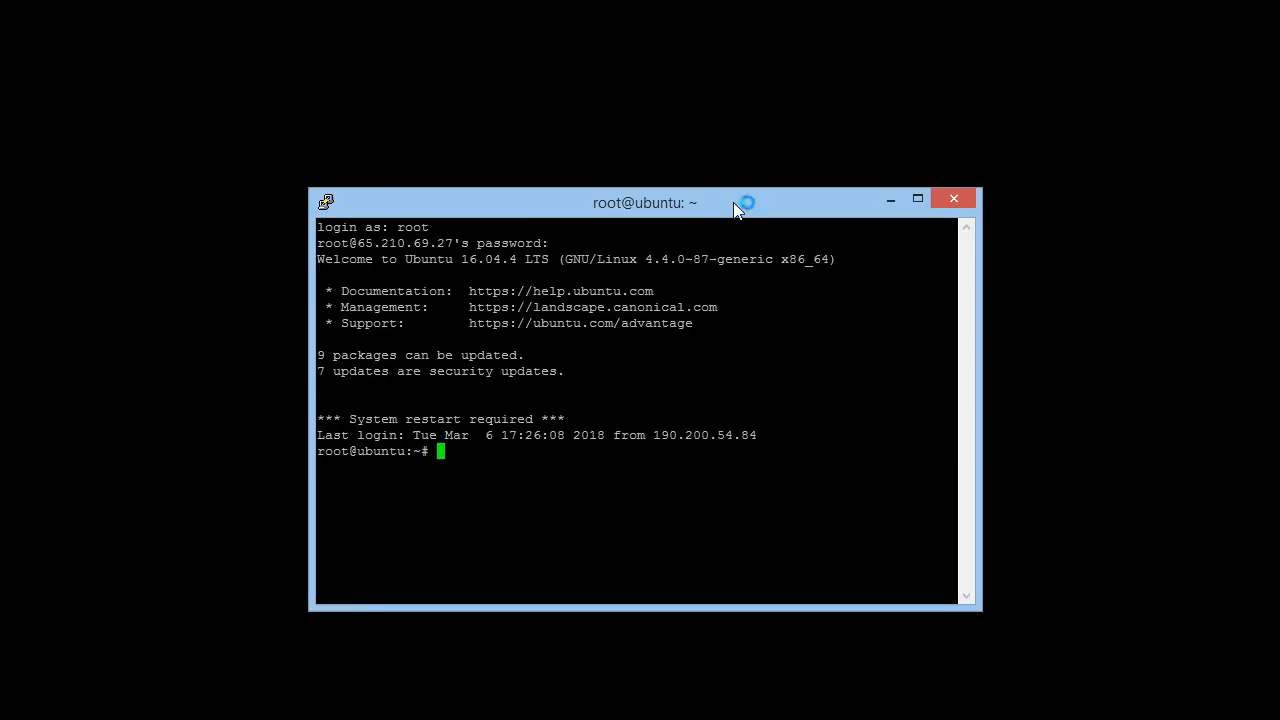 root@ubuntu: ~
login as: root
root@65.210.69.27's password:
Welcome to Ubuntu 16.04.4 LTS (GNU/Linux 4.4.0-87-generic x86_64)
* Documentation:  https://help.ubuntu.com
* Management:     https://landscape.canonical.com
* Support:        https://ubuntu.com/advantage
9 packages can be updated.
7 updates are security updates.
*** System restart required ***
Last login: Tue Mar  6 17:26:08 2018 from 190.200.54.84
root@ubuntu:~#